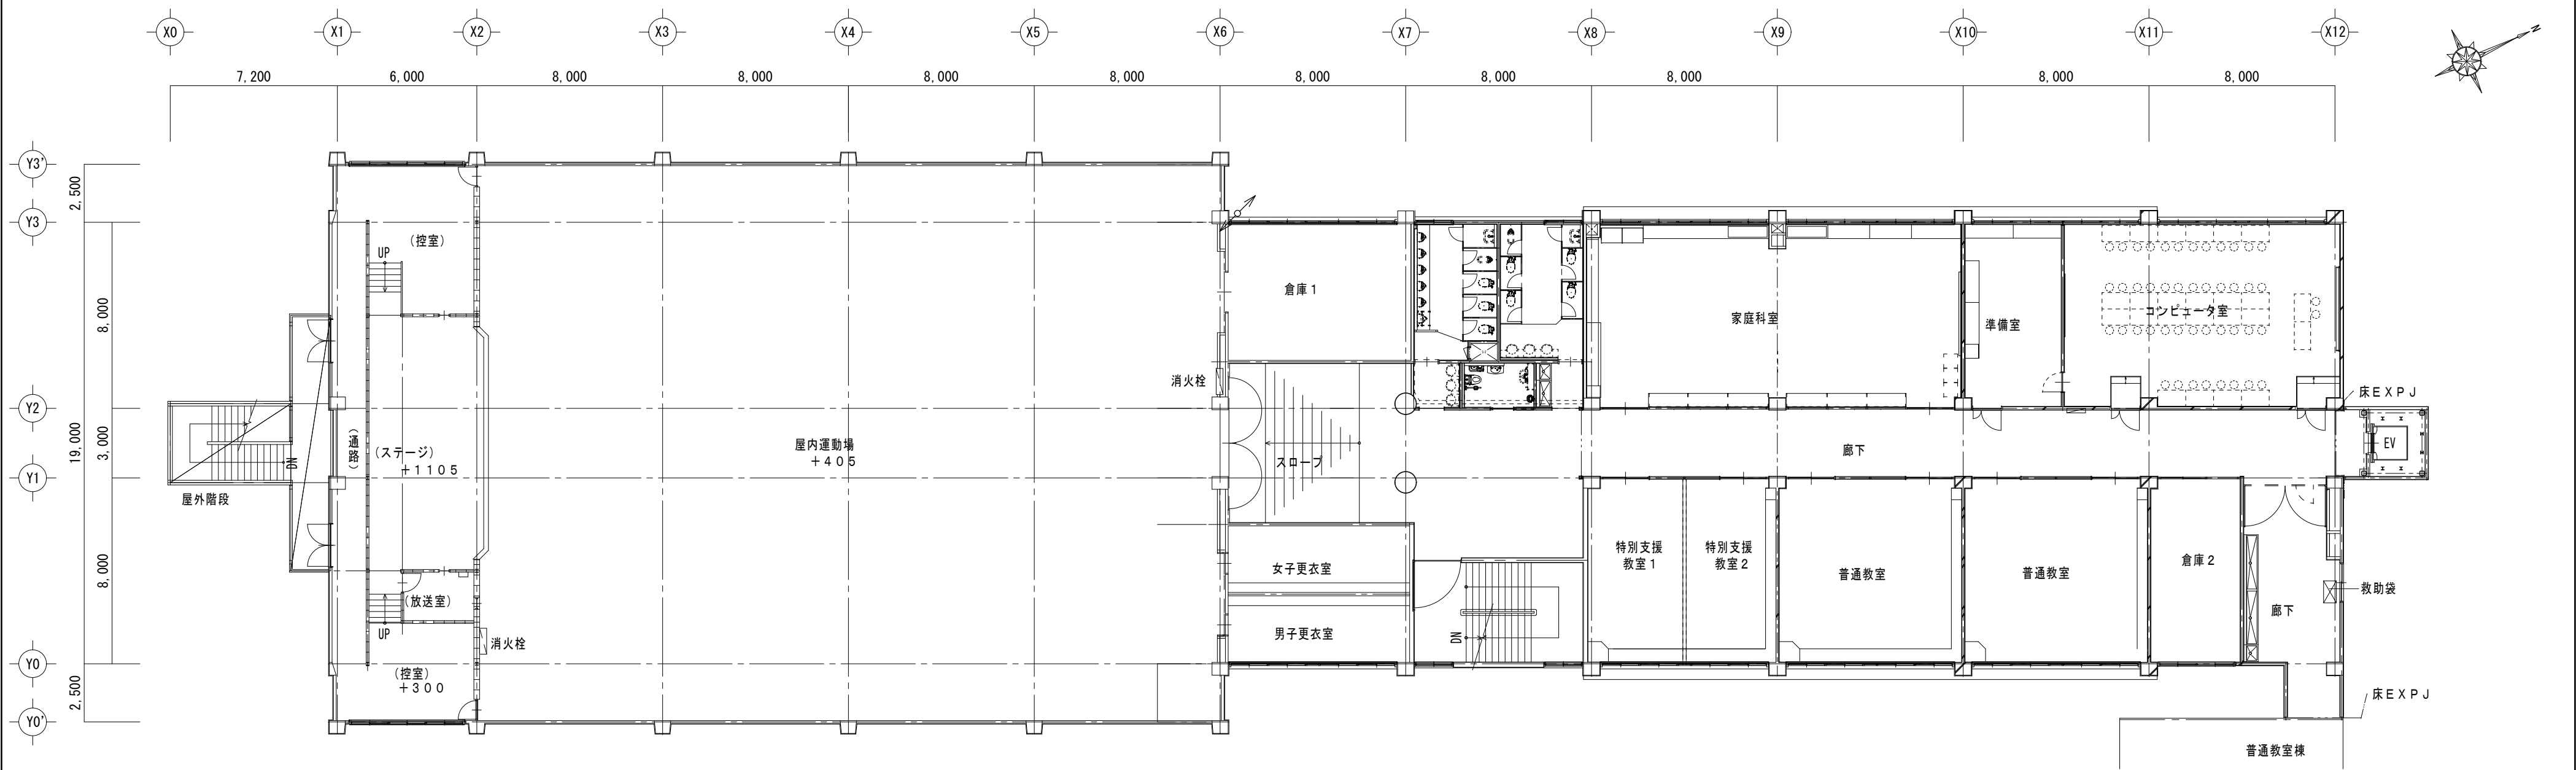 X0 X1 X2 X3 X4 X5 X6 X7 X8 X9 X10 X11 X12
N
7,200 6,000 8,000 8,000 8,000 8,000 8,000 8,000 8,000 8,000 8,000
Y3'
2,500
Y3
(控室)
UP
8,000
倉庫1
家庭科室
準備室
コンピュータ室
消火栓
床EXPJ
Y2
19,000
3,000
DN
(通路)
(ステージ)
+1105
屋内運動場
+405
スロープ
廊下
EV
Y1
屋外階段
8,000
特別支援
教室1
特別支援
教室2
普通教室
普通教室
倉庫2
女子更衣室
(放送室)
救助袋
廊下
UP
消火栓
男子更衣室
DN
Y0
(控室)
+300
2,500
床EXPJ
Y0'
普通教室棟